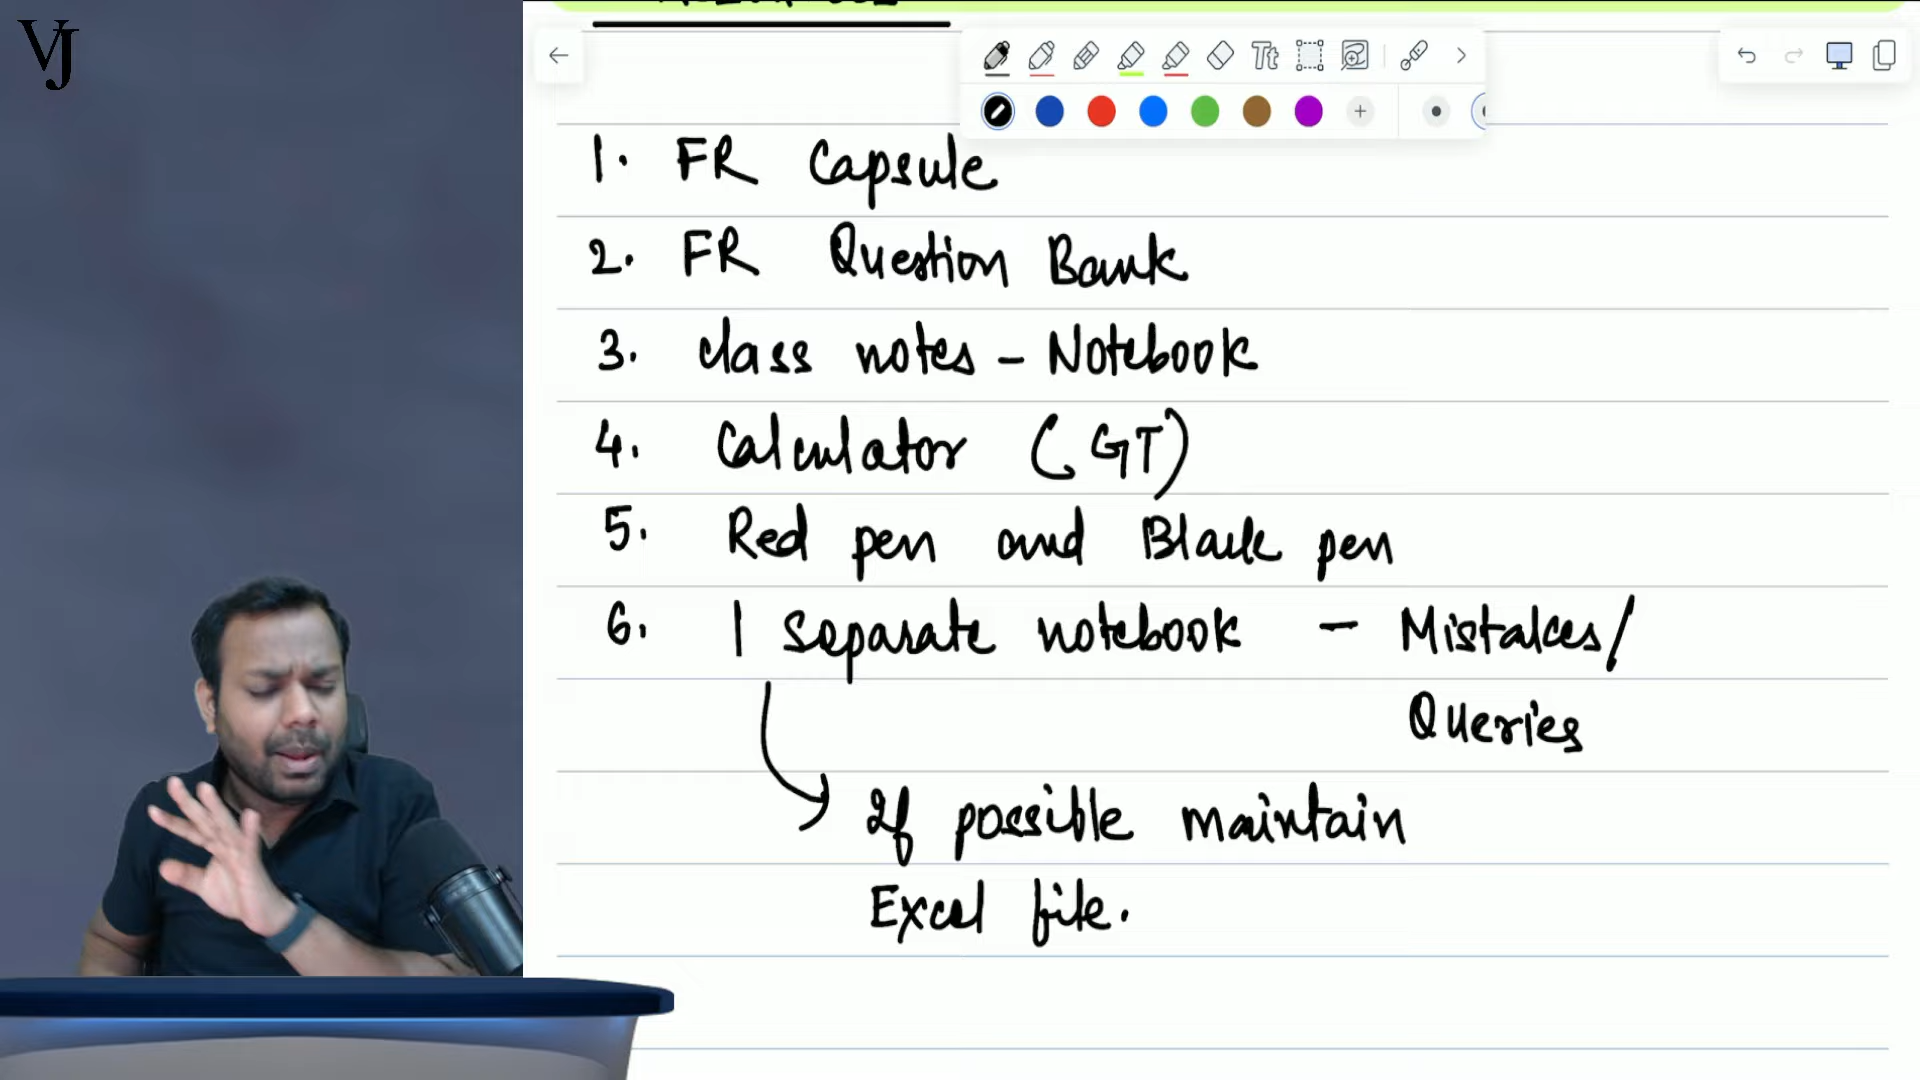 VJ
Tt
1. FR Capsule
2. FR Question Bank
3. Class notes - Notebook
4. Calculator (GT)
5. Red pen and Black pen
6. 1 separate notebook - Mistakes/
Queries
If possible maintain
Excel file.